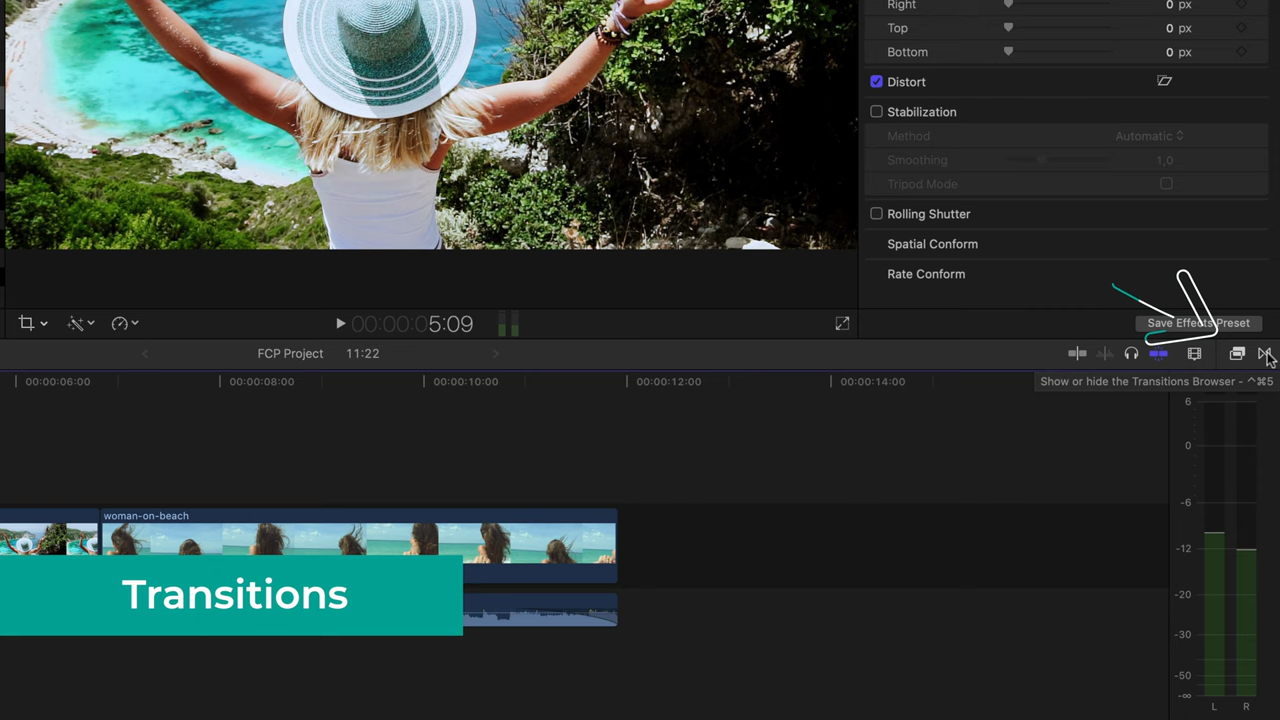 Right 0 px
Top 0 px
Bottom 0 px
Distort
Stabilization
Method Automatic
Smoothing 1,0
Tripod Mode
Rolling Shutter
Spatial Conform
Rate Conform
00:00:05:09
Save Effects Preset
FCP Project 11:22
00:00:06:00 00:00:08:00 00:00:10:00 00:00:12:00 00:00:14:00
Show or hide the Transitions Browser - ^⌘5
6
0
-6
-12
-20
-30
-50
-∞
L R
woman-on-beach
Transitions